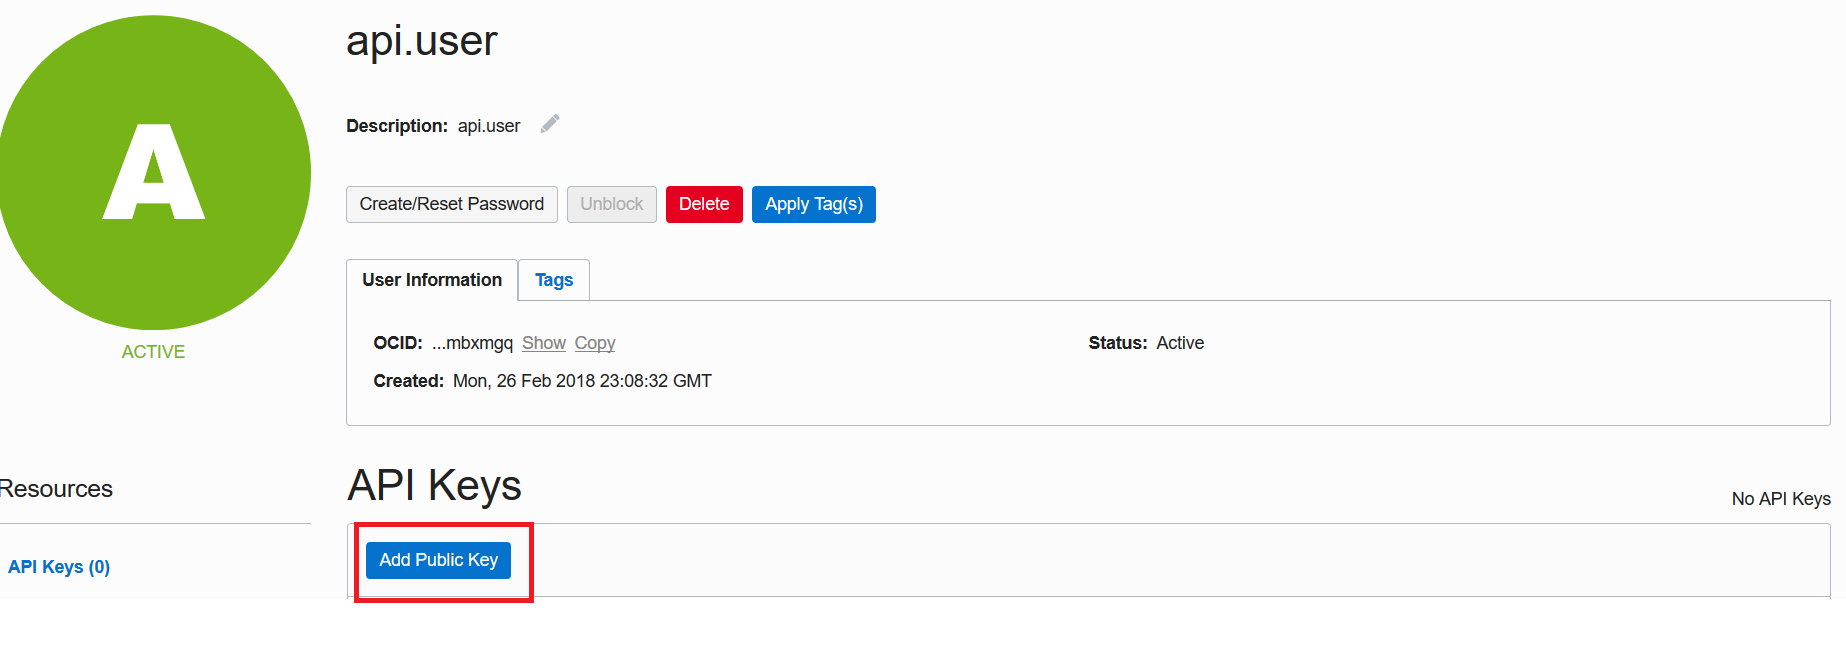 A
ACTIVE
api.user
Description: api.user
Create/Reset Password Unblock Delete Apply Tag(s)
User Information Tags
OCID: ...mbxmgq Show Copy Status: Active
Created: Mon, 26 Feb 2018 23:08:32 GMT
Resources
API Keys (0)
API Keys
No API Keys
Add Public Key